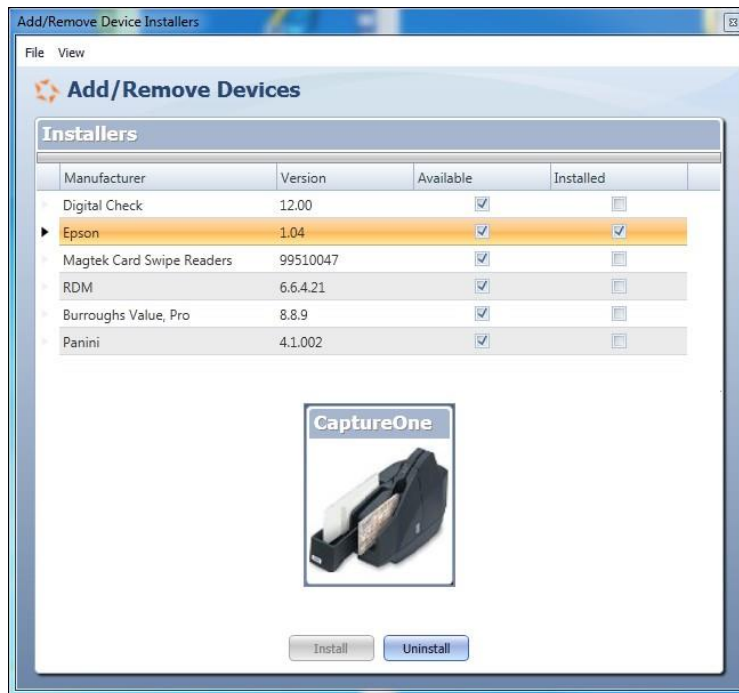 Add/Remove Device Installers
File View
Add/Remove Devices
Installers
Manufacturer Version Available Installed
Digital Check 12.00
Epson 1.04
Magtek Card Swipe Readers 99510047
RDM 6.6.4.21
Burroughs Value, Pro 8.8.9
Panini 4.1.002
CaptureOne
Install Uninstall